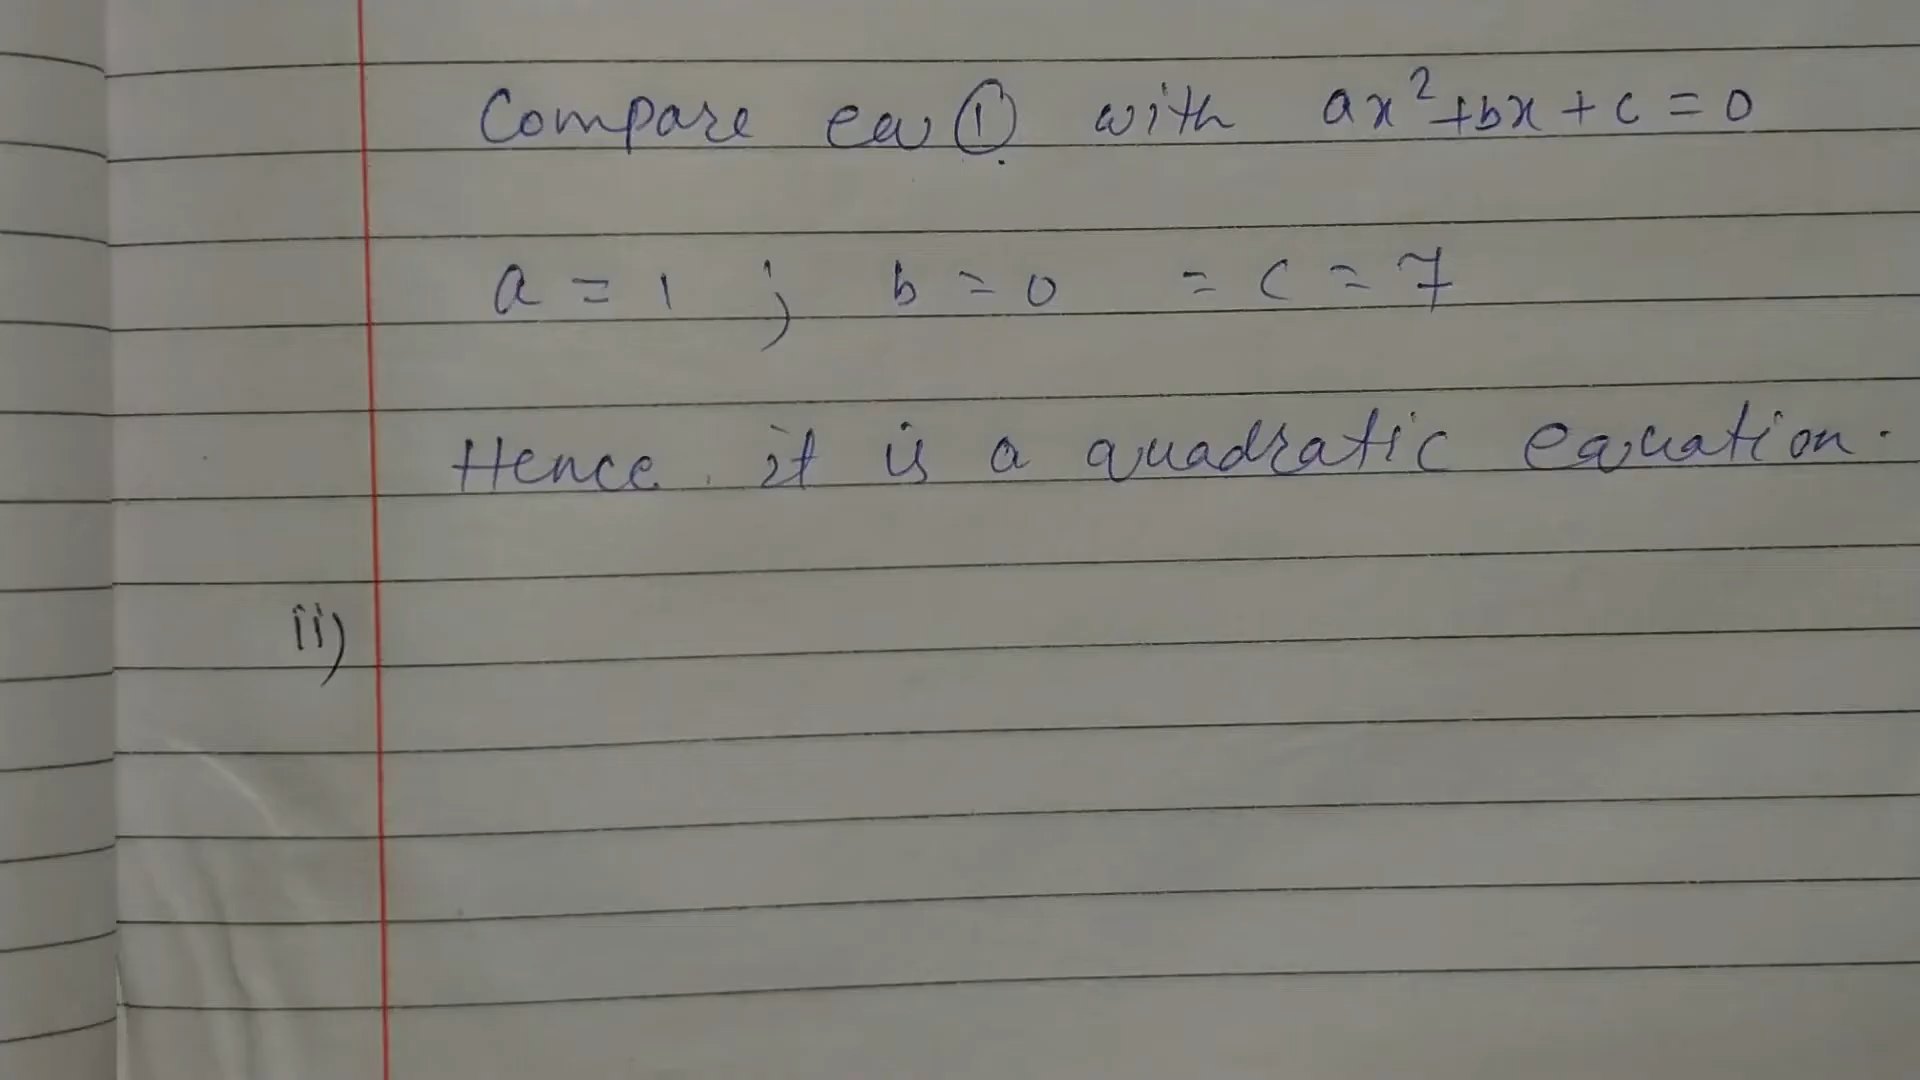 Compare eq ① with ax²+bx+c=0
a = 1 ; b = 0 = c = 7
Hence it is a quadratic equation.
ii)